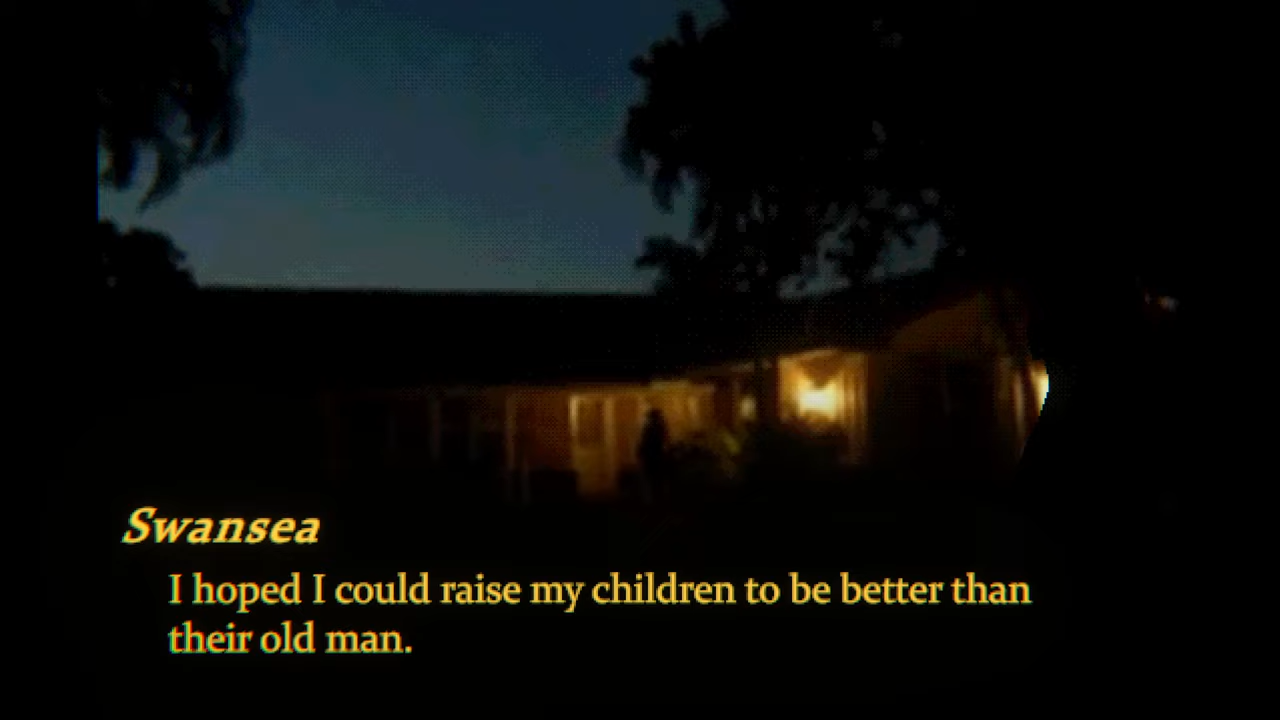 Swansea
I hoped I could raise my children to be better than
their old man.